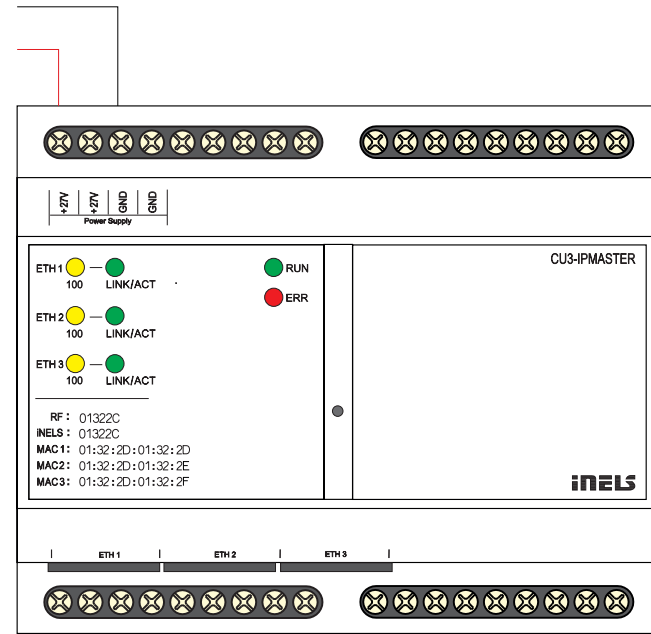 +27V +27V GND GND
Power Supply
CU3-IPMASTER
ETH 1
100 LINK/ACT
RUN
ERR
ETH 2
100 LINK/ACT
ETH 3
100 LINK/ACT
RF : 01322C
iNELS : 01322C
MAC1: 01:32:2D:01:32:2D
MAC2: 01:32:2D:01:32:2E
MAC3: 01:32:2D:01:32:2F
iNELS
ETH 1 ETH 2 ETH 3